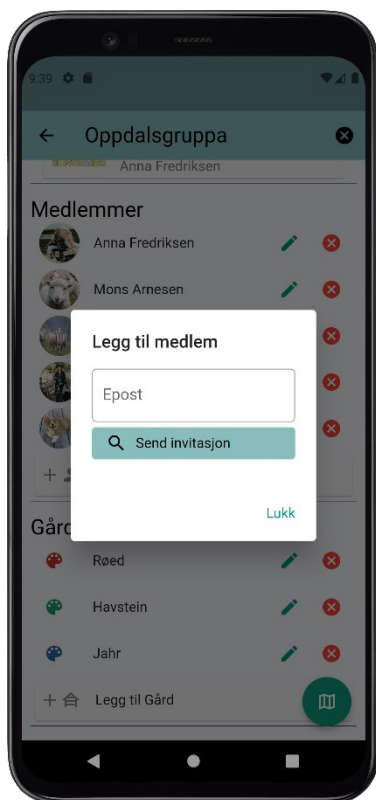 9:39
Oppdalsgruppa
Anna Fredriksen
Medlemmer
Anna Fredriksen
Mons Arnesen
Legg til medlem
Epost
Send invitasjon
Lukk
Gård
Røed
Havstein
Jahr
Legg til Gård